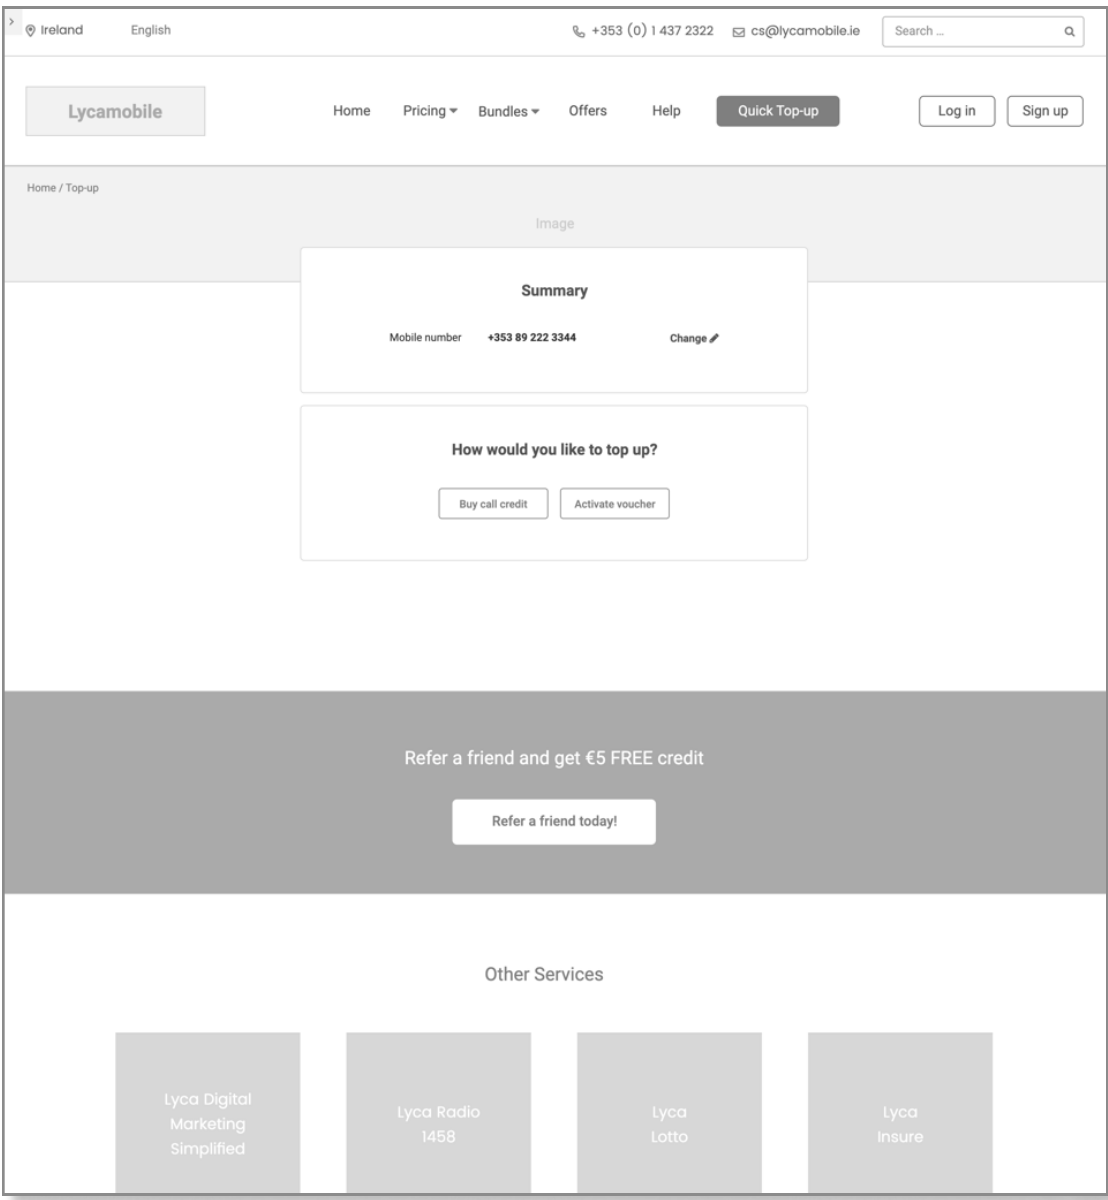 Ireland English +353 (0) 1 437 2322 cs@lycamobile.ie Search ...
Lycamobile Home Pricing Bundles Offers Help Quick Top-up Log in Sign up
Home / Top-up
Image
Summary
Mobile number +353 89 222 3344 Change
How would you like to top up?
Buy call credit Activate voucher
Refer a friend and get €5 FREE credit
Refer a friend today!
Other Services
Lyca Digital
Marketing
Simplified
Lyca Radio
1458
Lyca
Lotto
Lyca
Insure